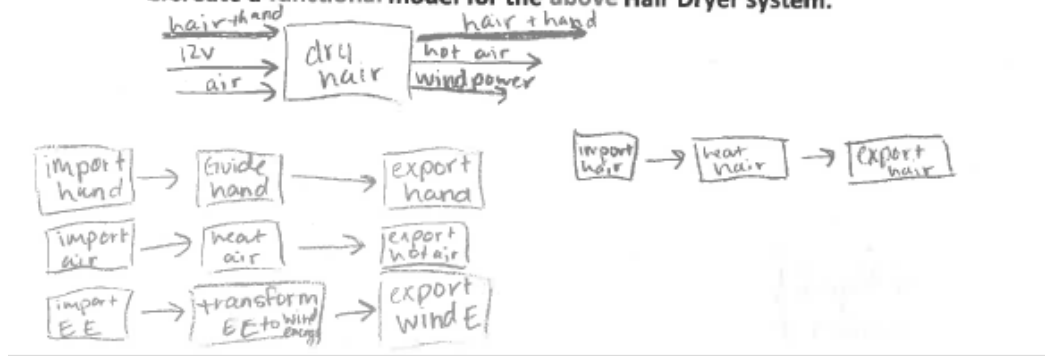 Create a functional model for the above Hair Dryer system.
hair+hand
12V
air
dry
hair
hair + hand
hot air
wind power
import
hand
Guide
hand
export
hand
import
hair
heat
hair
export
hair
import
air
heat
air
export
hot air
import
EE
transform
EE to wind
energy
export
wind E